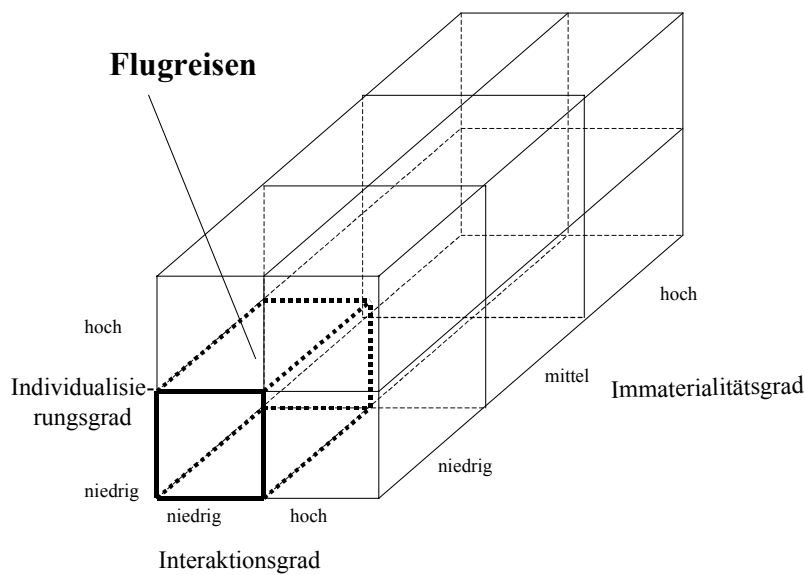 Flugreisen
hoch
hoch
Individualisie-
rungsgrad
mittel
Immaterialitätsgrad
niedrig
niedrig
niedrig
hoch
Interaktionsgrad